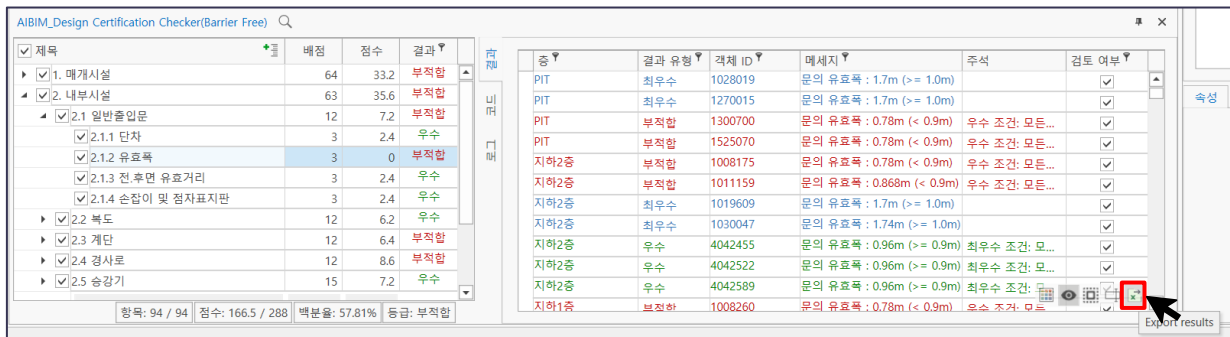 AIBIM_Design Certification Checker(Barrier Free)
제목 배점 점수 결과
1. 매개시설 64 33.2 부적합
2. 내부시설 63 35.6 부적합
2.1 일반출입문 12 7.2 부적합
2.1.1 단차 3 2.4 우수
2.1.2 유효폭 3 0 부적합
2.1.3 전.후면 유효거리 3 2.4 우수
2.1.4 손잡이 및 점자표지판 3 2.4 우수
2.2 복도 12 6.2 우수
2.3 계단 12 6.4 부적합
2.4 경사로 12 8.6 부적합
2.5 승강기 15 7.2 우수
항목: 94 / 94 점수: 166.5 / 288 백분율: 57.81% 등급: 부적합
결과
코드
로그
층 결과 유형 객체 ID 메세지 주석 검토 여부
PIT 최우수 1028019 문의 유효폭 : 1.7m (>= 1.0m)
PIT 최우수 1270015 문의 유효폭 : 1.7m (>= 1.0m)
PIT 부적합 1300700 문의 유효폭 : 0.78m (< 0.9m) 우수 조건: 모든...
PIT 부적합 1525070 문의 유효폭 : 0.78m (< 0.9m) 우수 조건: 모든...
지하2층 부적합 1008175 문의 유효폭 : 0.78m (< 0.9m) 우수 조건: 모든...
지하2층 부적합 1011159 문의 유효폭 : 0.868m (< 0.9m) 우수 조건: 모든...
지하2층 최우수 1019609 문의 유효폭 : 1.7m (>= 1.0m)
지하2층 최우수 1030047 문의 유효폭 : 1.74m (>= 1.0m)
지하2층 우수 4042455 문의 유효폭 : 0.96m (>= 0.9m) 최우수 조건: 모...
지하2층 우수 4042522 문의 유효폭 : 0.96m (>= 0.9m) 최우수 조건: 모...
지하2층 우수 4042589 문의 유효폭 : 0.96m (>= 0.9m) 최우수 조건:
지하1층 부적합 1008260 문의 유효폭 : 0.78m (< 0.9m) 우수 조건: 모든
Export results
속성